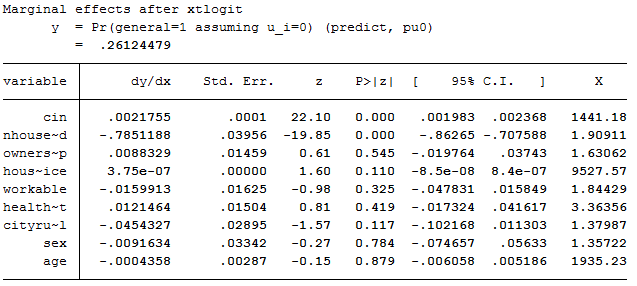 Marginal effects after xtlogit
y = Pr(general=1 assuming u_i=0) (predict, pu0)
= .26124479
variable dy/dx Std. Err. z P>|z| [ 95% C.I. ] X
cin .0021755 .0001 22.10 0.000 .001983 .002368 1441.18
nhouse~d -.7851188 .03956 -19.85 0.000 -.86265 -.707588 1.90911
owners~p .0088329 .01459 0.61 0.545 -.019764 .03743 1.63062
hous~ice 3.75e-07 .00000 1.60 0.110 -8.5e-08 8.4e-07 9527.57
workable -.0159913 .01625 -0.98 0.325 -.047831 .015849 1.84429
health~t .0121464 .01504 0.81 0.419 -.017324 .041617 3.36356
cityru~l -.0454327 .02895 -1.57 0.117 -.102168 .011303 1.37987
sex -.0091634 .03342 -0.27 0.784 -.074657 .05633 1.35722
age -.0004358 .00287 -0.15 0.879 -.006058 .005186 1935.23